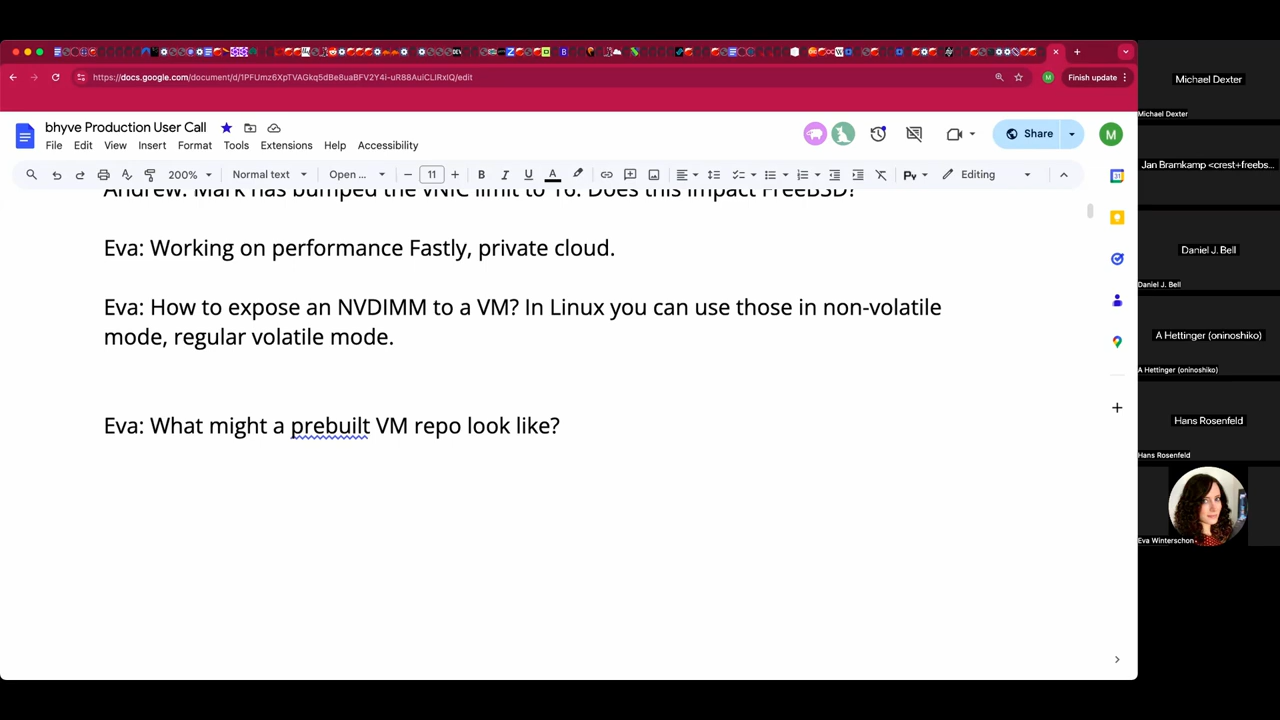 https://docs.google.com/document/d/1PFUmz6XpTVAGkq5dBe8uaBFV2Y4i-uR88AuiCLIRxIQ/edit
Finish update
bhyve Production User Call
File Edit View Insert Format Tools Extensions Help Accessibility
Share
M
200% Normal text Open ... 11 Editing
Andrew: Mark has bumped the vNIC limit to 16. Does this impact FreeBSD?
Eva: Working on performance Fastly, private cloud.
Eva: How to expose an NVDIMM to a VM? In Linux you can use those in non-volatile
mode, regular volatile mode.
Eva: What might a prebuilt VM repo look like?
Michael Dexter
Michael Dexter
Jan Bramkamp <crest+freebs...
Daniel J. Bell
Daniel J. Bell
A Hettinger (oninoshiko)
A Hettinger (oninoshiko)
Hans Rosenfeld
Hans Rosenfeld
Eva Winterschon